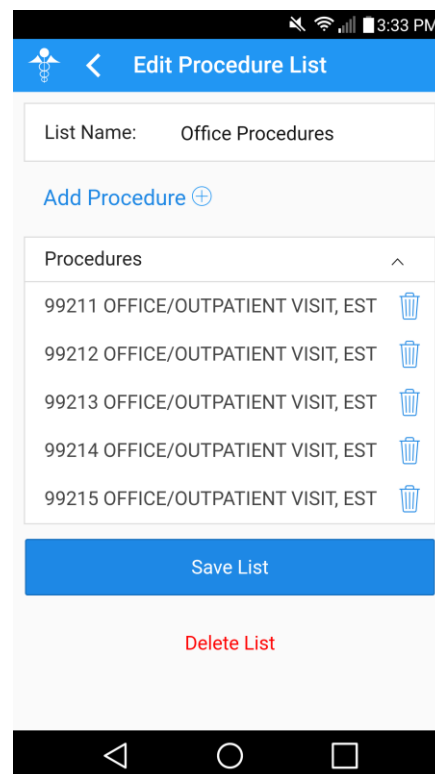 3:33 PM
Edit Procedure List
List Name: Office Procedures
Add Procedure
Procedures
99211 OFFICE/OUTPATIENT VISIT, EST
99212 OFFICE/OUTPATIENT VISIT, EST
99213 OFFICE/OUTPATIENT VISIT, EST
99214 OFFICE/OUTPATIENT VISIT, EST
99215 OFFICE/OUTPATIENT VISIT, EST
Save List
Delete List